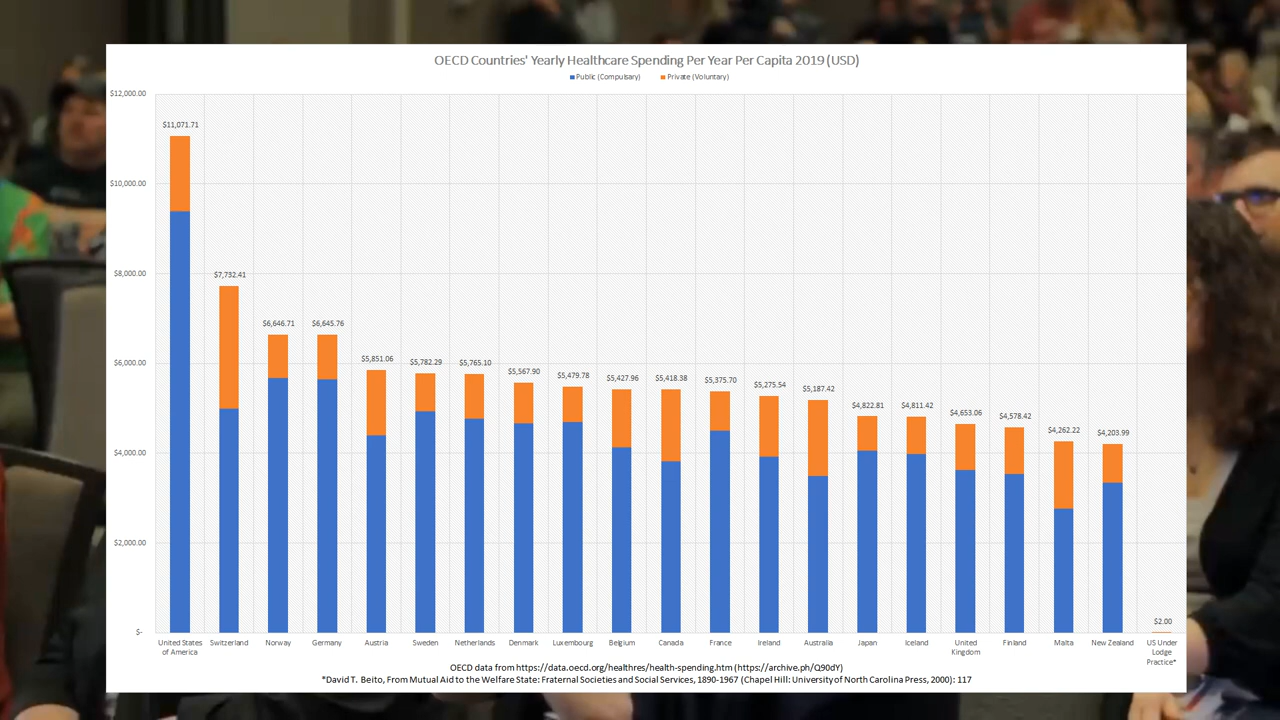 OECD Countries' Yearly Healthcare Spending Per Year Per Capita 2019 (USD)
Public (Compulsary) Private (Voluntary)
$12,000.00
$10,000.00
$8,000.00
$6,000.00
$4,000.00
$2,000.00
$-
$11,071.71
$7,732.41
$6,646.71
$6,645.76
$5,851.06
$5,782.29
$5,765.10
$5,567.90
$5,479.78
$5,427.96
$5,418.38
$5,375.70
$5,275.54
$5,187.42
$4,822.81
$4,811.42
$4,653.06
$4,578.42
$4,262.22
$4,203.99
$2.00
United States
of America
Switzerland
Norway
Germany
Austria
Sweden
Netherlands
Denmark
Luxembourg
Belgium
Canada
France
Ireland
Australia
Japan
Iceland
United
Kingdom
Finland
Malta
New Zealand
US Under
Lodge
Practice*
OECD data from https://data.oecd.org/healthres/health-spending.htm (https://archive.ph/Q90dY)
*David T. Beito, From Mutual Aid to the Welfare State: Fraternal Societies and Social Services, 1890-1967 (Chapel Hill: University of North Carolina Press, 2000): 117